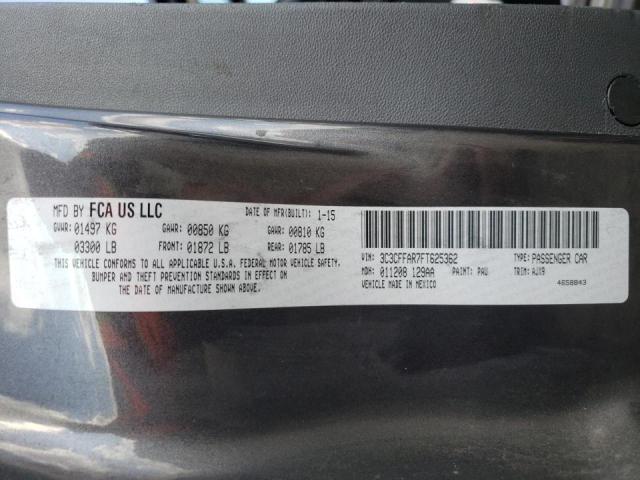 MFD BY FCA US LLC DATE OF MFR(BUILT): 1-15
GVWR: 01497 KG GAWR: 00850 KG GAWR: 00810 KG
03300 LB FRONT: 01872 LB REAR: 01785 LB
THIS VEHICLE CONFORMS TO ALL APPLICABLE U.S.A. FEDERAL MOTOR VEHICLE SAFETY,
BUMPER AND THEFT PREVENTION STANDARDS IN EFFECT ON
THE DATE OF MANUFACTURE SHOWN ABOVE.
VIN: 3C3CFFAR7FT625362 TYPE: PASSENGER CAR
MDH: 011208 129AA PAINT: PAU TRIM: AJX9
VEHICLE MADE IN MEXICO 4658843